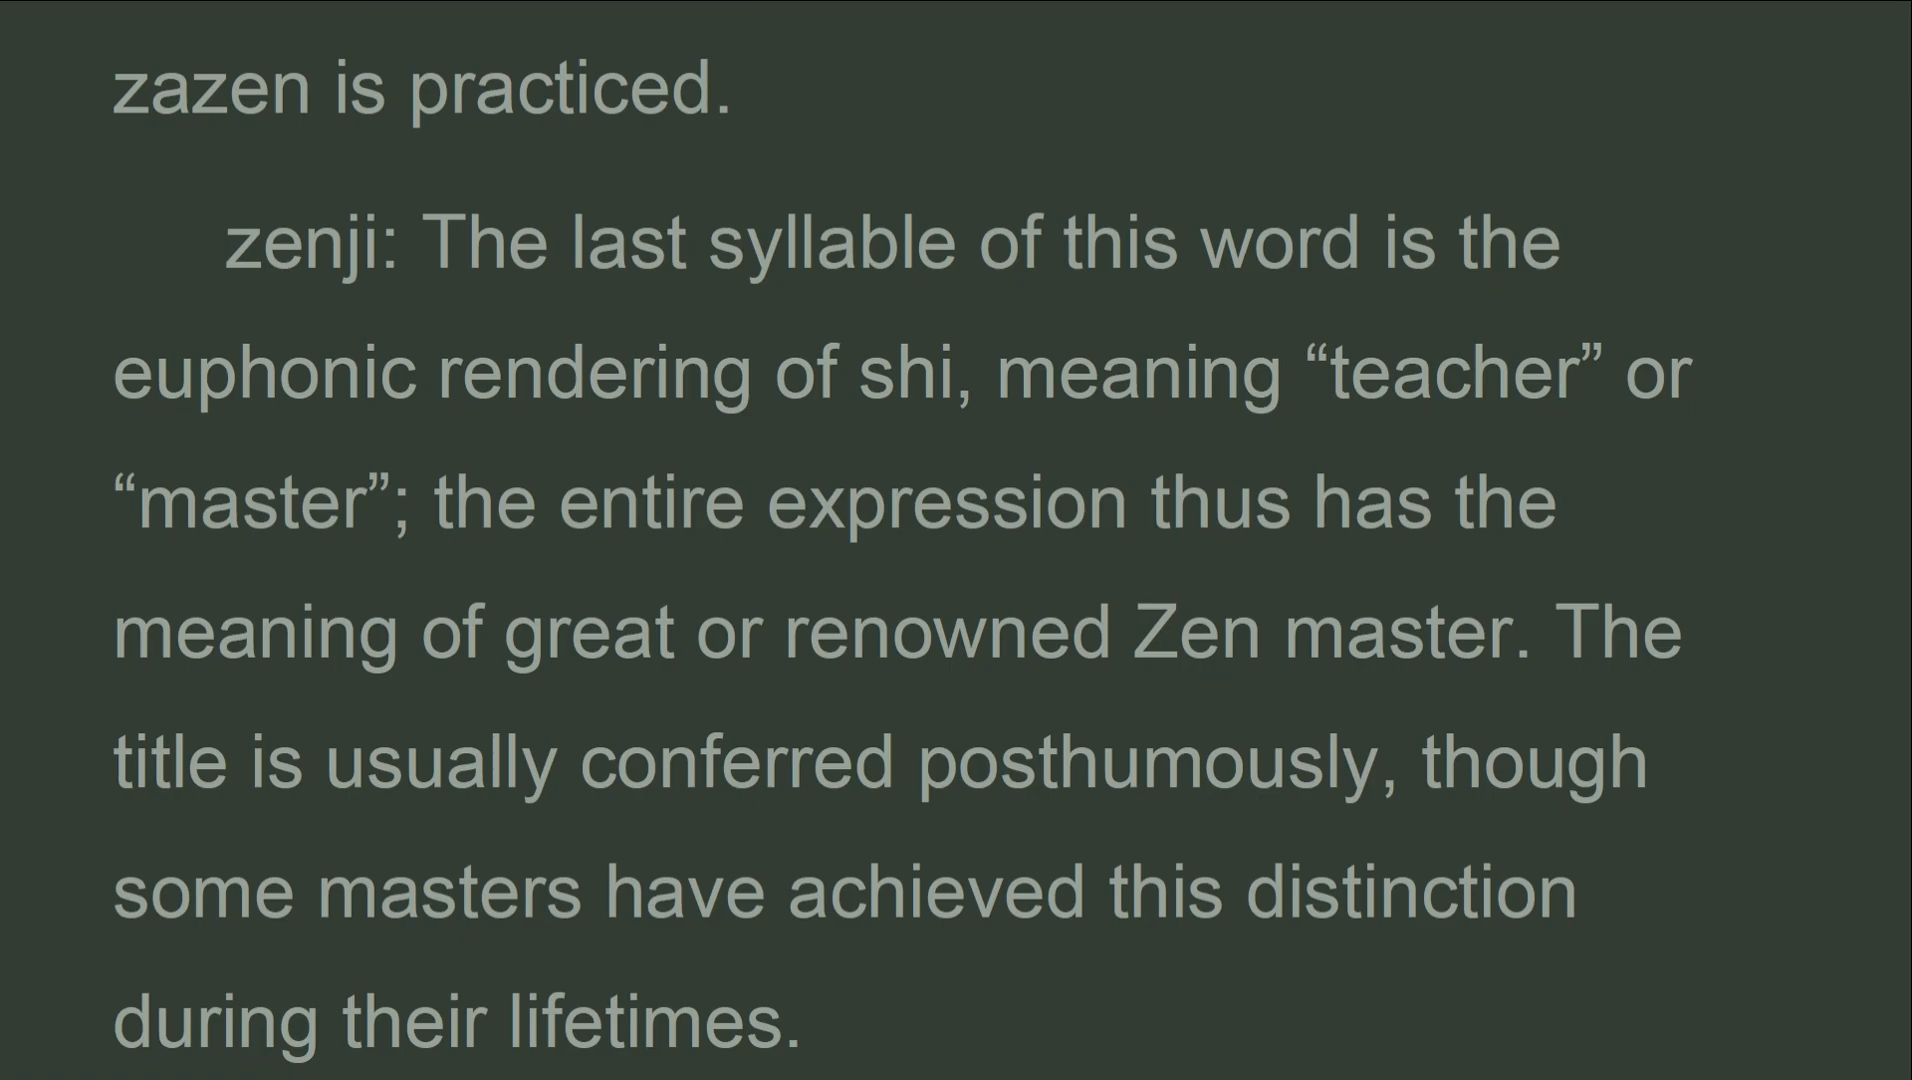 zazen is practiced.
zenji: The last syllable of this word is the
euphonic rendering of shi, meaning “teacher” or
“master”; the entire expression thus has the
meaning of great or renowned Zen master. The
title is usually conferred posthumously, though
some masters have achieved this distinction
during their lifetimes.